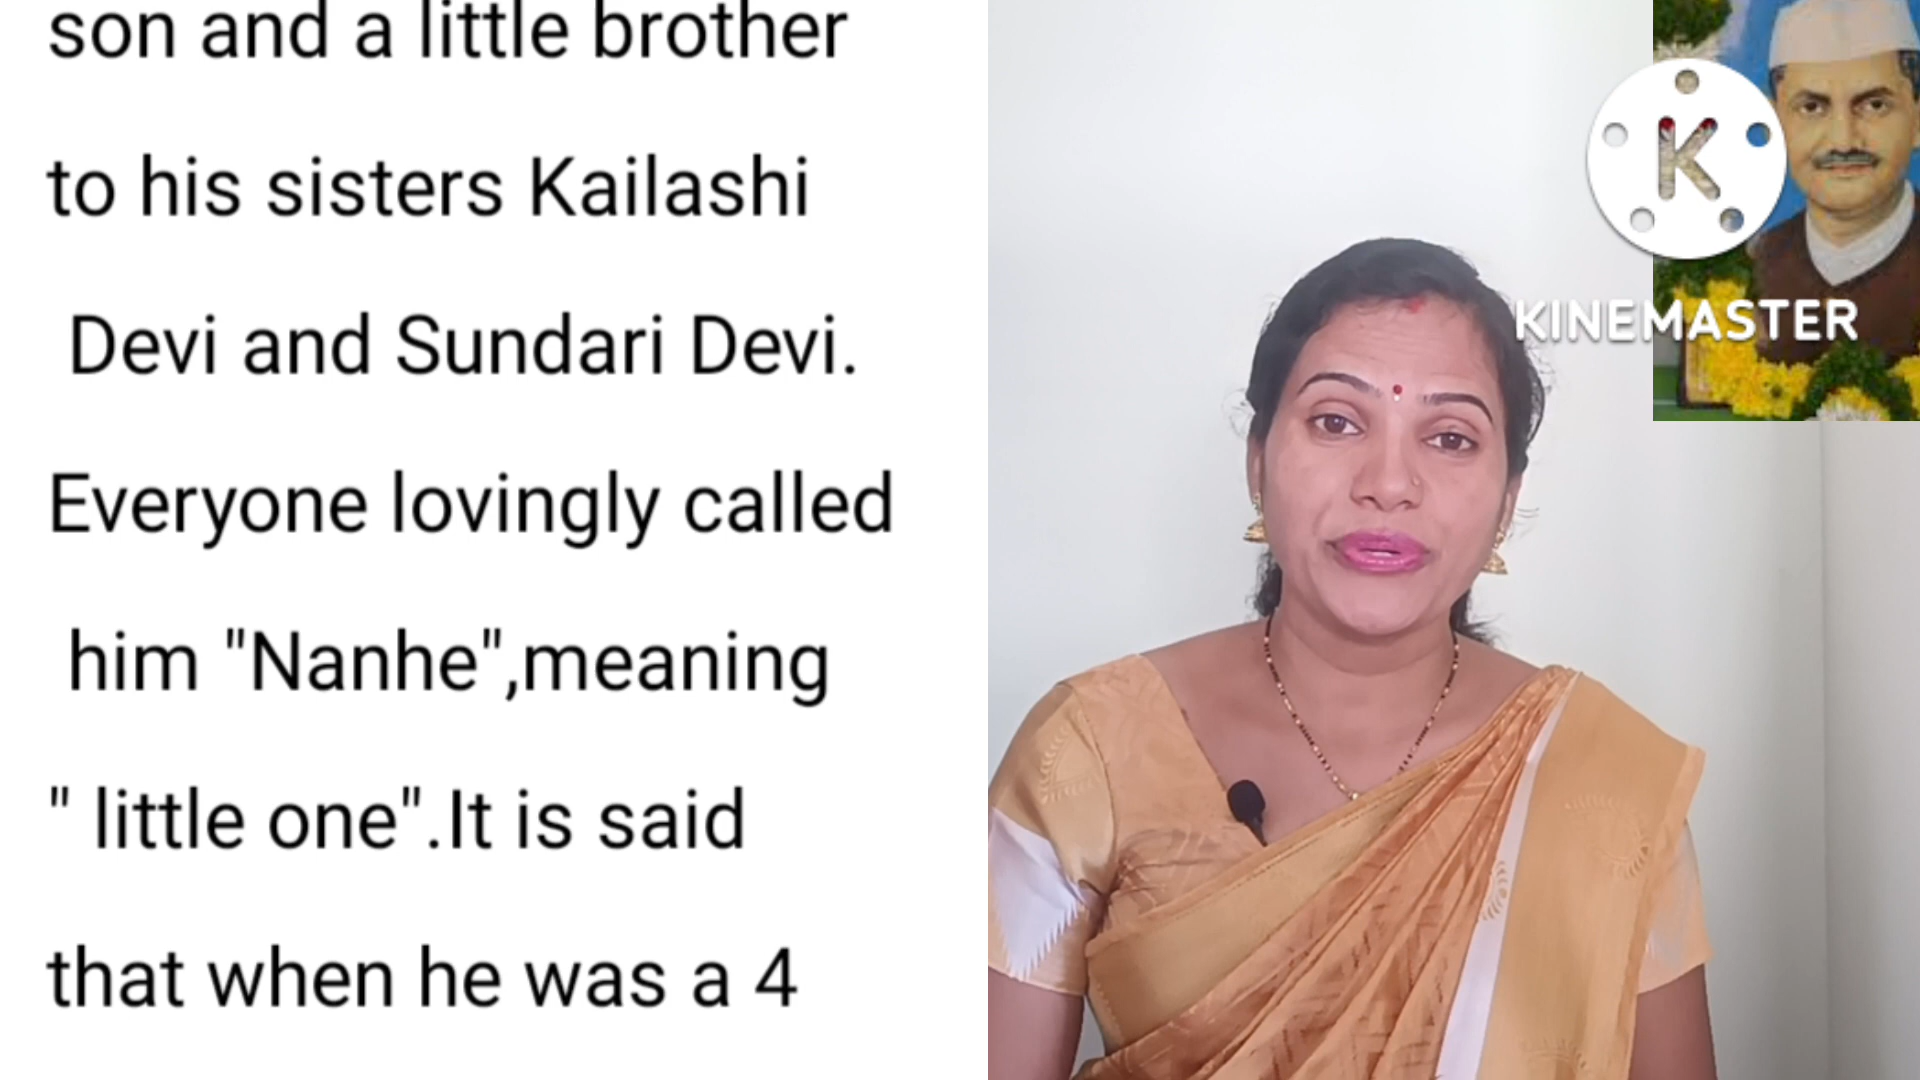 son and a little brother
to his sisters Kailashi
Devi and Sundari Devi.
Everyone lovingly called
him "Nanhe",meaning
" little one".It is said
that when he was a 4
K
KINEMASTER